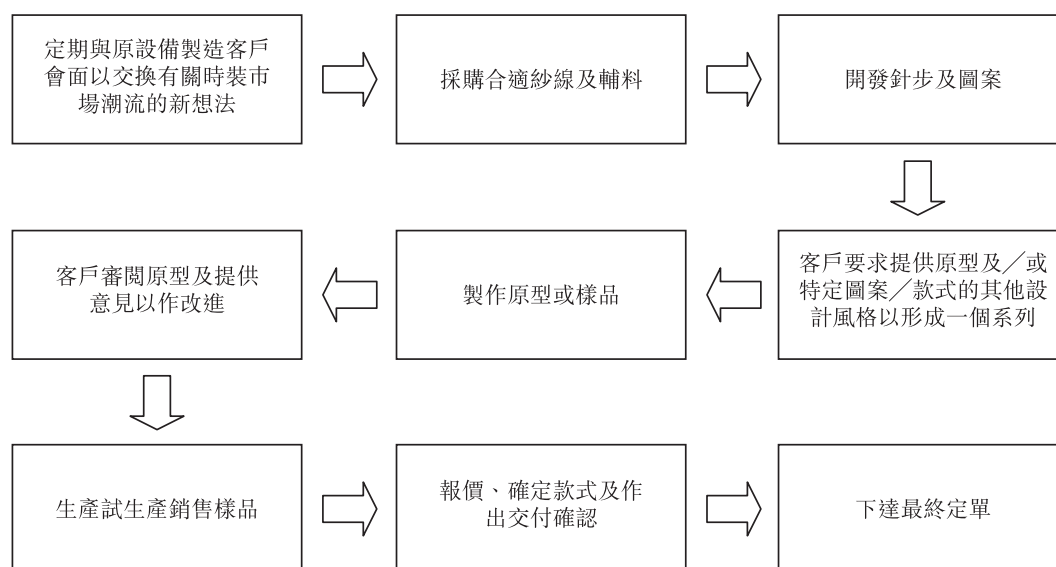 定期與原設備製造客戶
會面以交換有關時裝市
場潮流的新想法
採購合適紗線及輔料
開發針步及圖案
客戶要求提供原型及╱或
特定圖案╱款式的其他設
計風格以形成一個系列
製作原型或樣品
客戶審閱原型及提供
意見以作改進
生產試生產銷售樣品
報價、確定款式及作
出交付確認
下達最終定單